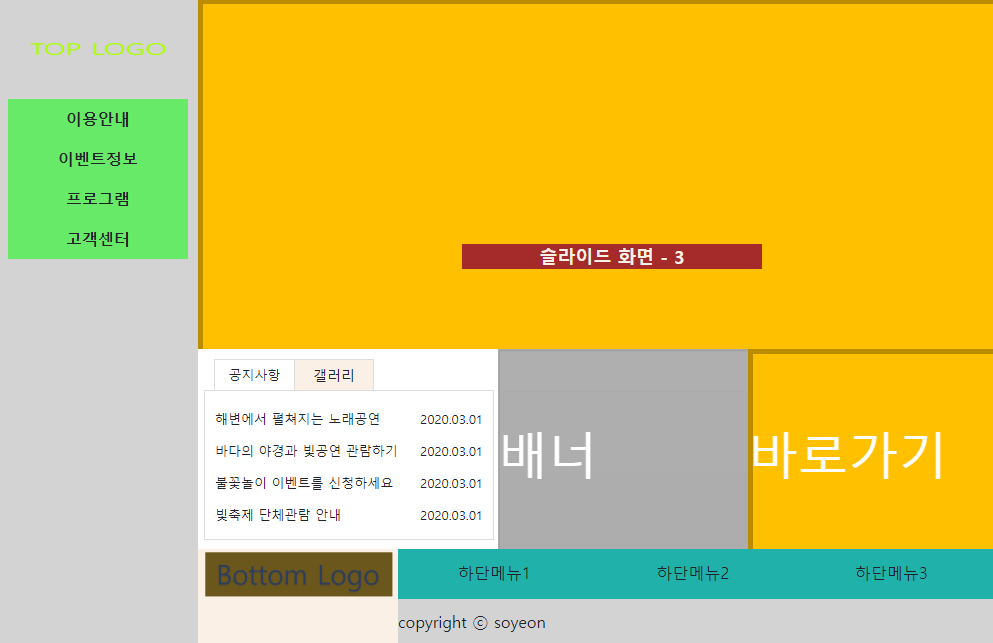 TOP LOGO
이용안내
이벤트정보
프로그램
고객센터
슬라이드 화면 - 3
공지사항 갤러리
해변에서 펼쳐지는 노래공연 2020.03.01
바다의 야경과 빛공연 관람하기 2020.03.01
불꽃놀이 이벤트를 신청하세요 2020.03.01
빛축제 단체관람 안내 2020.03.01
배너
바로가기
Bottom Logo
하단메뉴1 하단메뉴2 하단메뉴3
copyright ⓒ soyeon